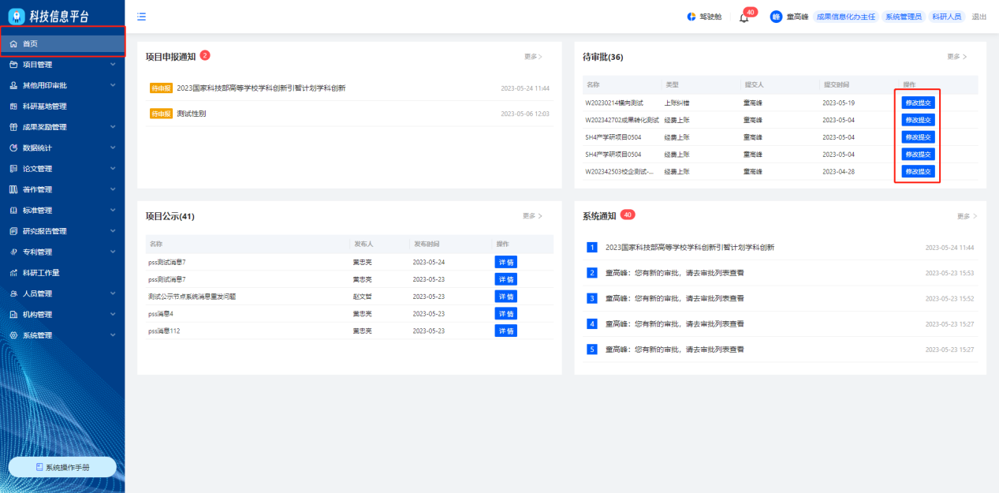 科技信息平台
驾驶舱
40
峰
童高峰
成果信息化办主任
系统管理员
科研人员
退出
首页
项目管理
其他用印审批
科研基地管理
成果奖励管理
数据统计
论文管理
著作管理
标准管理
研究报告管理
专利管理
科研工作量
人员管理
机构管理
系统管理
系统操作手册
项目申报通知 2
更多
待申报 2023国家科技部高等学校学科创新引智计划学科创新 2023-05-24 11:44
待申报 测试性别 2023-05-06 12:03
待审批(36)
更多
名称 类型 提交人 提交时间 操作
W20230214横向测试 上账纠错 童高峰 2023-05-19 修改提交
W202342702成果转化测试 经费上账 童高峰 2023-05-04 修改提交
SH4产学研项目0504 经费上账 童高峰 2023-05-04 修改提交
SH4产学研项目0504 经费上账 童高峰 2023-05-04 修改提交
W202342503校企测试-... 经费上账 童高峰 2023-04-28 修改提交
项目公示(41)
更多
名称 发布人 发布时间 操作
pss测试消息7 董忠亮 2023-05-24 详 情
pss测试消息7 董忠亮 2023-05-23 详 情
测试公示节点系统消息重发问题 赵文哲 2023-05-23 详 情
pss消息4 董忠亮 2023-05-23 详 情
pss消息112 董忠亮 2023-05-23 详 情
系统通知 40
更多
1 2023国家科技部高等学校学科创新引智计划学科创新 2023-05-24 11:44
2 童高峰：您有新的审批，请去审批列表查看 2023-05-23 15:53
3 童高峰：您有新的审批，请去审批列表查看 2023-05-23 15:52
4 童高峰：您有新的审批，请去审批列表查看 2023-05-23 15:27
5 童高峰：您有新的审批，请去审批列表查看 2023-05-23 15:27